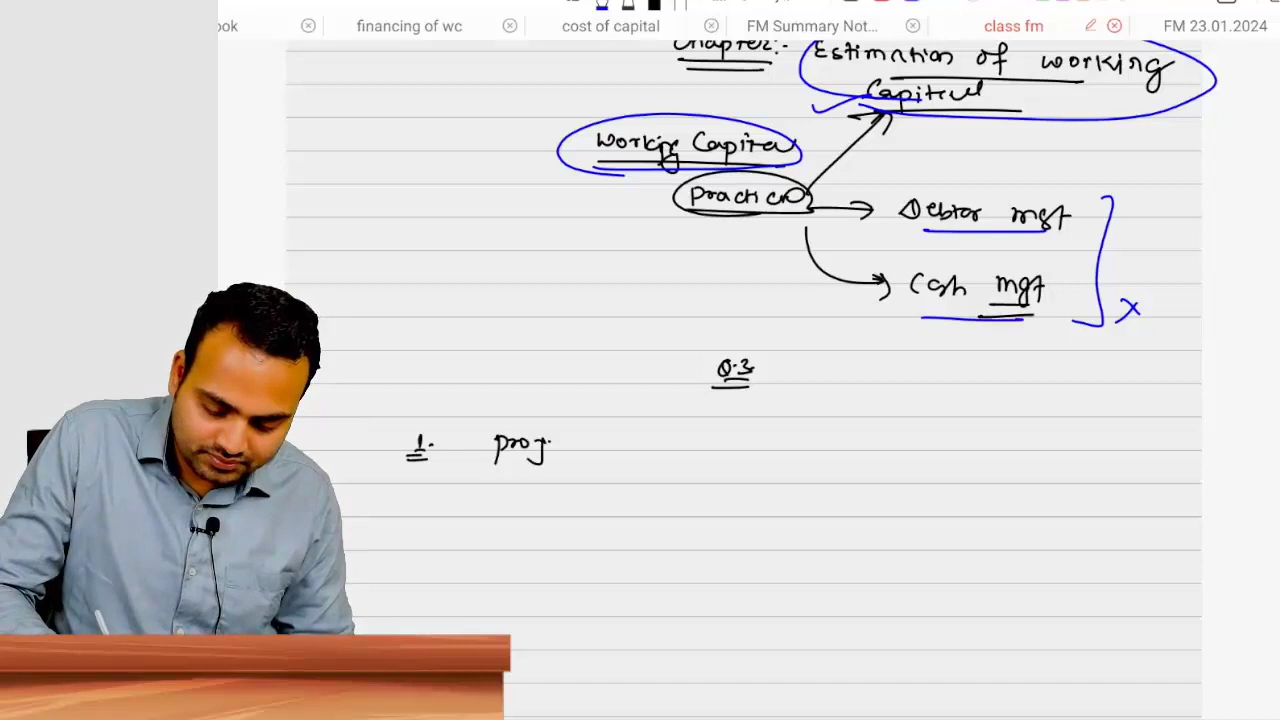 ook financing of wc cost of capital FM Summary Not... class fm FM 23.01.2024
Chapter:- Estimation of working
Capital
Working Capital
Practical
Debtor mgt
Cash mgt
X
Q.3
1. proj.